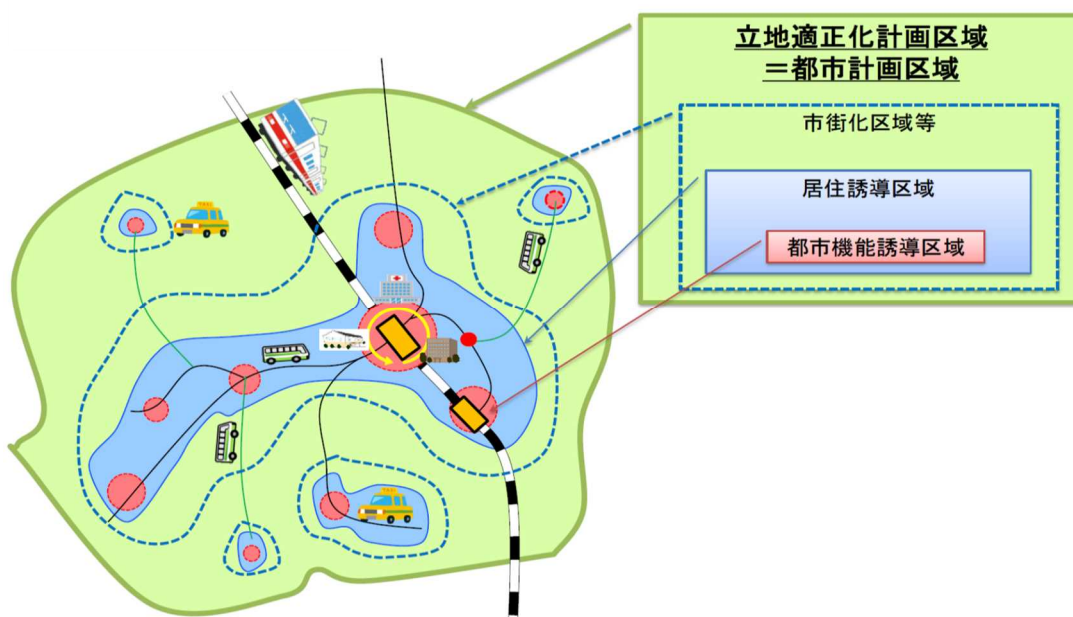 立地適正化計画区域
＝都市計画区域
市街化区域等
居住誘導区域
都市機能誘導区域